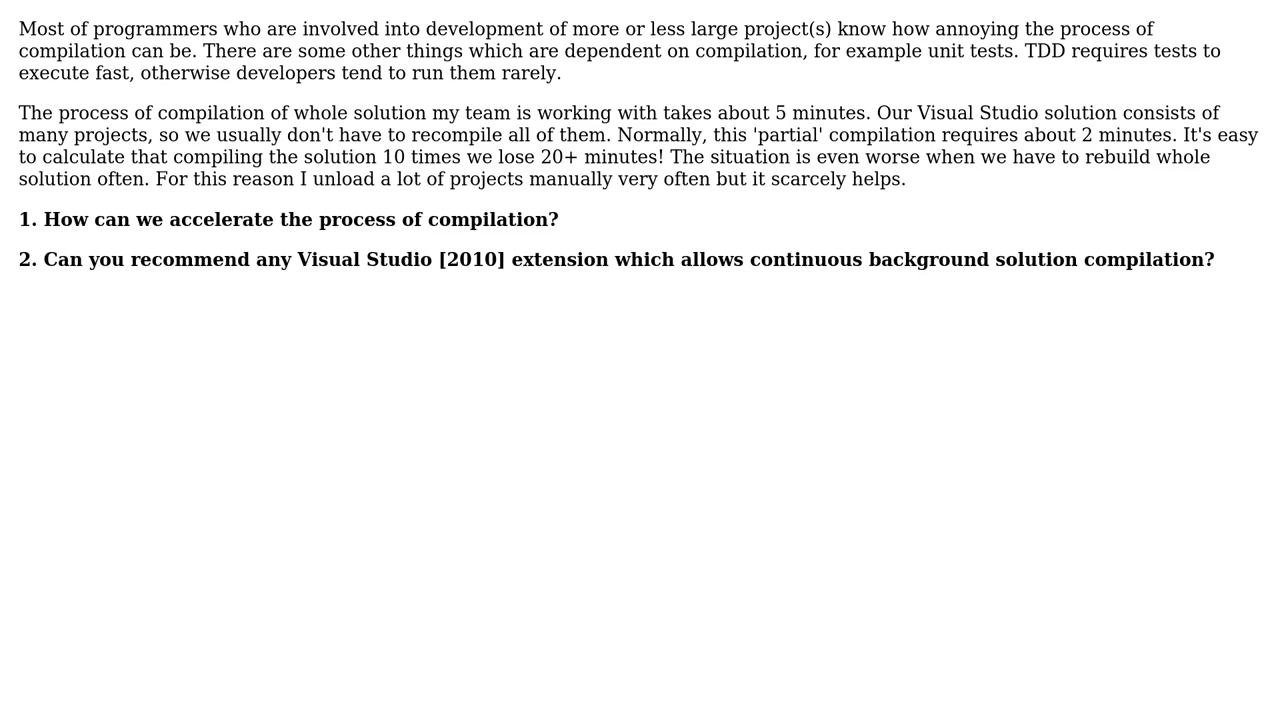 Most of programmers who are involved into development of more or less large project(s) know how annoying the process of
compilation can be. There are some other things which are dependent on compilation, for example unit tests. TDD requires tests to
execute fast, otherwise developers tend to run them rarely.
The process of compilation of whole solution my team is working with takes about 5 minutes. Our Visual Studio solution consists of
many projects, so we usually don't have to recompile all of them. Normally, this 'partial' compilation requires about 2 minutes. It's easy
to calculate that compiling the solution 10 times we lose 20+ minutes! The situation is even worse when we have to rebuild whole
solution often. For this reason I unload a lot of projects manually very often but it scarcely helps.
1. How can we accelerate the process of compilation?
2. Can you recommend any Visual Studio [2010] extension which allows continuous background solution compilation?